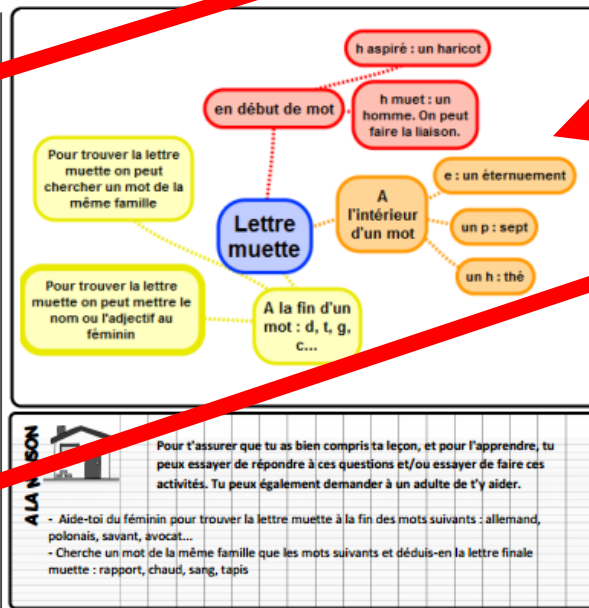 h aspiré : un haricot
en début de mot
h muet : un
homme. On peut
faire la liaison.
Pour trouver la lettre
muette on peut
chercher un mot de la
même famille
Lettre
muette
A
l'intérieur
d'un mot
e : un éternuement
un p : sept
un h : thé
Pour trouver la lettre
muette on peut mettre le
nom ou l'adjectif au
féminin
A la fin d'un
mot : d, t, g,
c...
A LA
Pour t'assurer que tu as bien compris ta leçon, et pour l'apprendre, tu
peux essayer de répondre à ces questions et/ou essayer de faire ces
activités. Tu peux également demander à un adulte de t'y aider.
- Aide-toi du féminin pour trouver la lettre muette à la fin des mots suivants : allemand,
polonais, savant, avocat...
- Cherche un mot de la même famille que les mots suivants et déduis-en la lettre finale
muette : rapport, chaud, sang, tapis